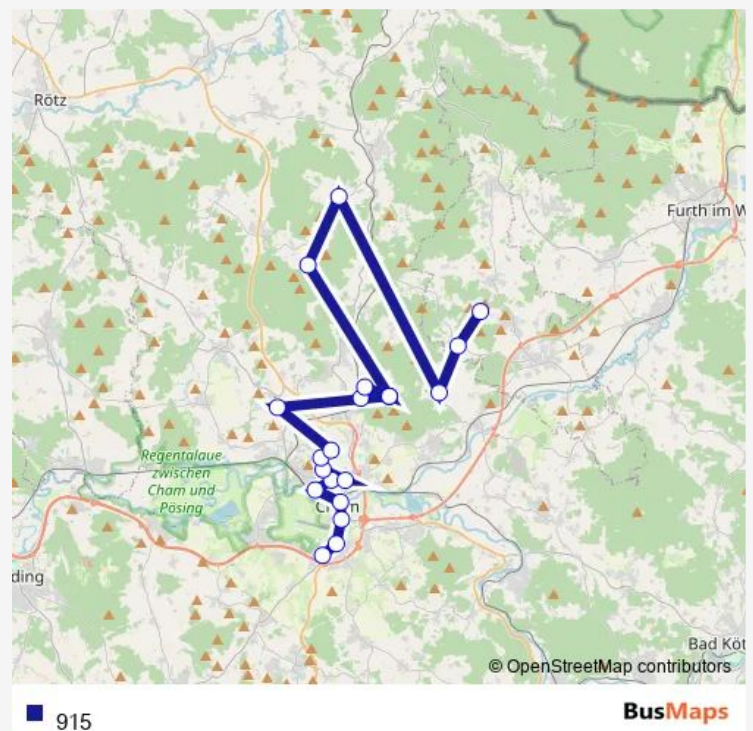 Rötz
Furth im W
Regentalaue
zwischen
Cham und
Pösing
ding
Bad Köt
© OpenStreetMap contributors
915
BusMaps